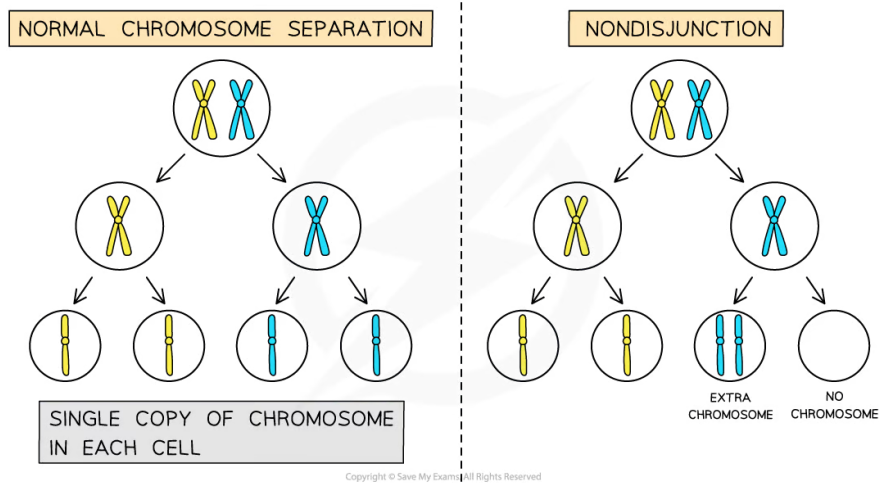 NORMAL CHROMOSOME SEPARATION
NONDISJUNCTION
EXTRA
CHROMOSOME
NO
CHROMOSOME
SINGLE COPY OF CHROMOSOME
IN EACH CELL
Copyright © Save My Exams. All Rights Reserved